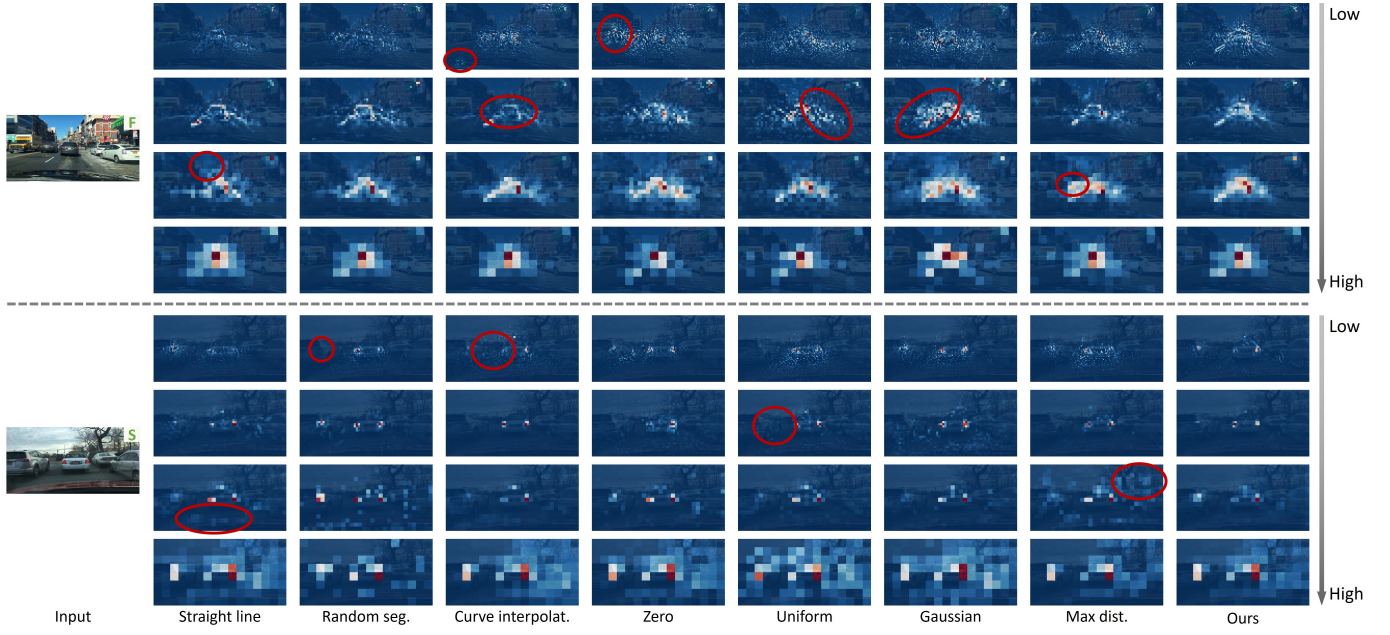 Low
F
High
Low
S
High
Input
Straight line
Random seg.
Curve interpolat.
Zero
Uniform
Gaussian
Max dist.
Ours